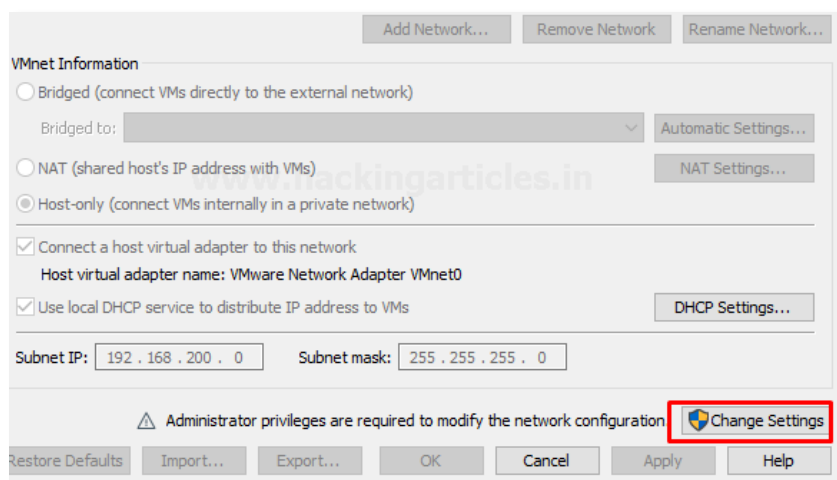 Add Network... Remove Network Rename Network...
VMnet Information
Bridged (connect VMs directly to the external network)
Bridged to: Automatic Settings...
NAT (shared host's IP address with VMs) NAT Settings...
www.hackingarticles.in
Host-only (connect VMs internally in a private network)
Connect a host virtual adapter to this network
Host virtual adapter name: VMware Network Adapter VMnet0
Use local DHCP service to distribute IP address to VMs DHCP Settings...
Subnet IP: 192 . 168 . 200 . 0 Subnet mask: 255 . 255 . 255 . 0
Administrator privileges are required to modify the network configuration. Change Settings
Restore Defaults Import... Export... OK Cancel Apply Help